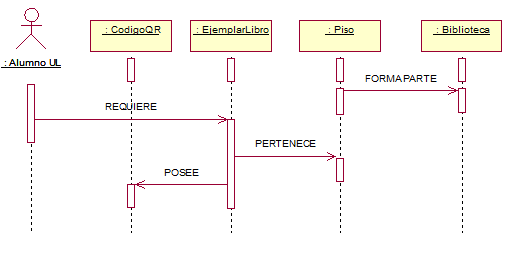 : CodigoQR
: EjemplarLibro
: Piso
: Biblioteca
: Alumno UL
FORMA PARTE
REQUIERE
PERTENECE
POSEE